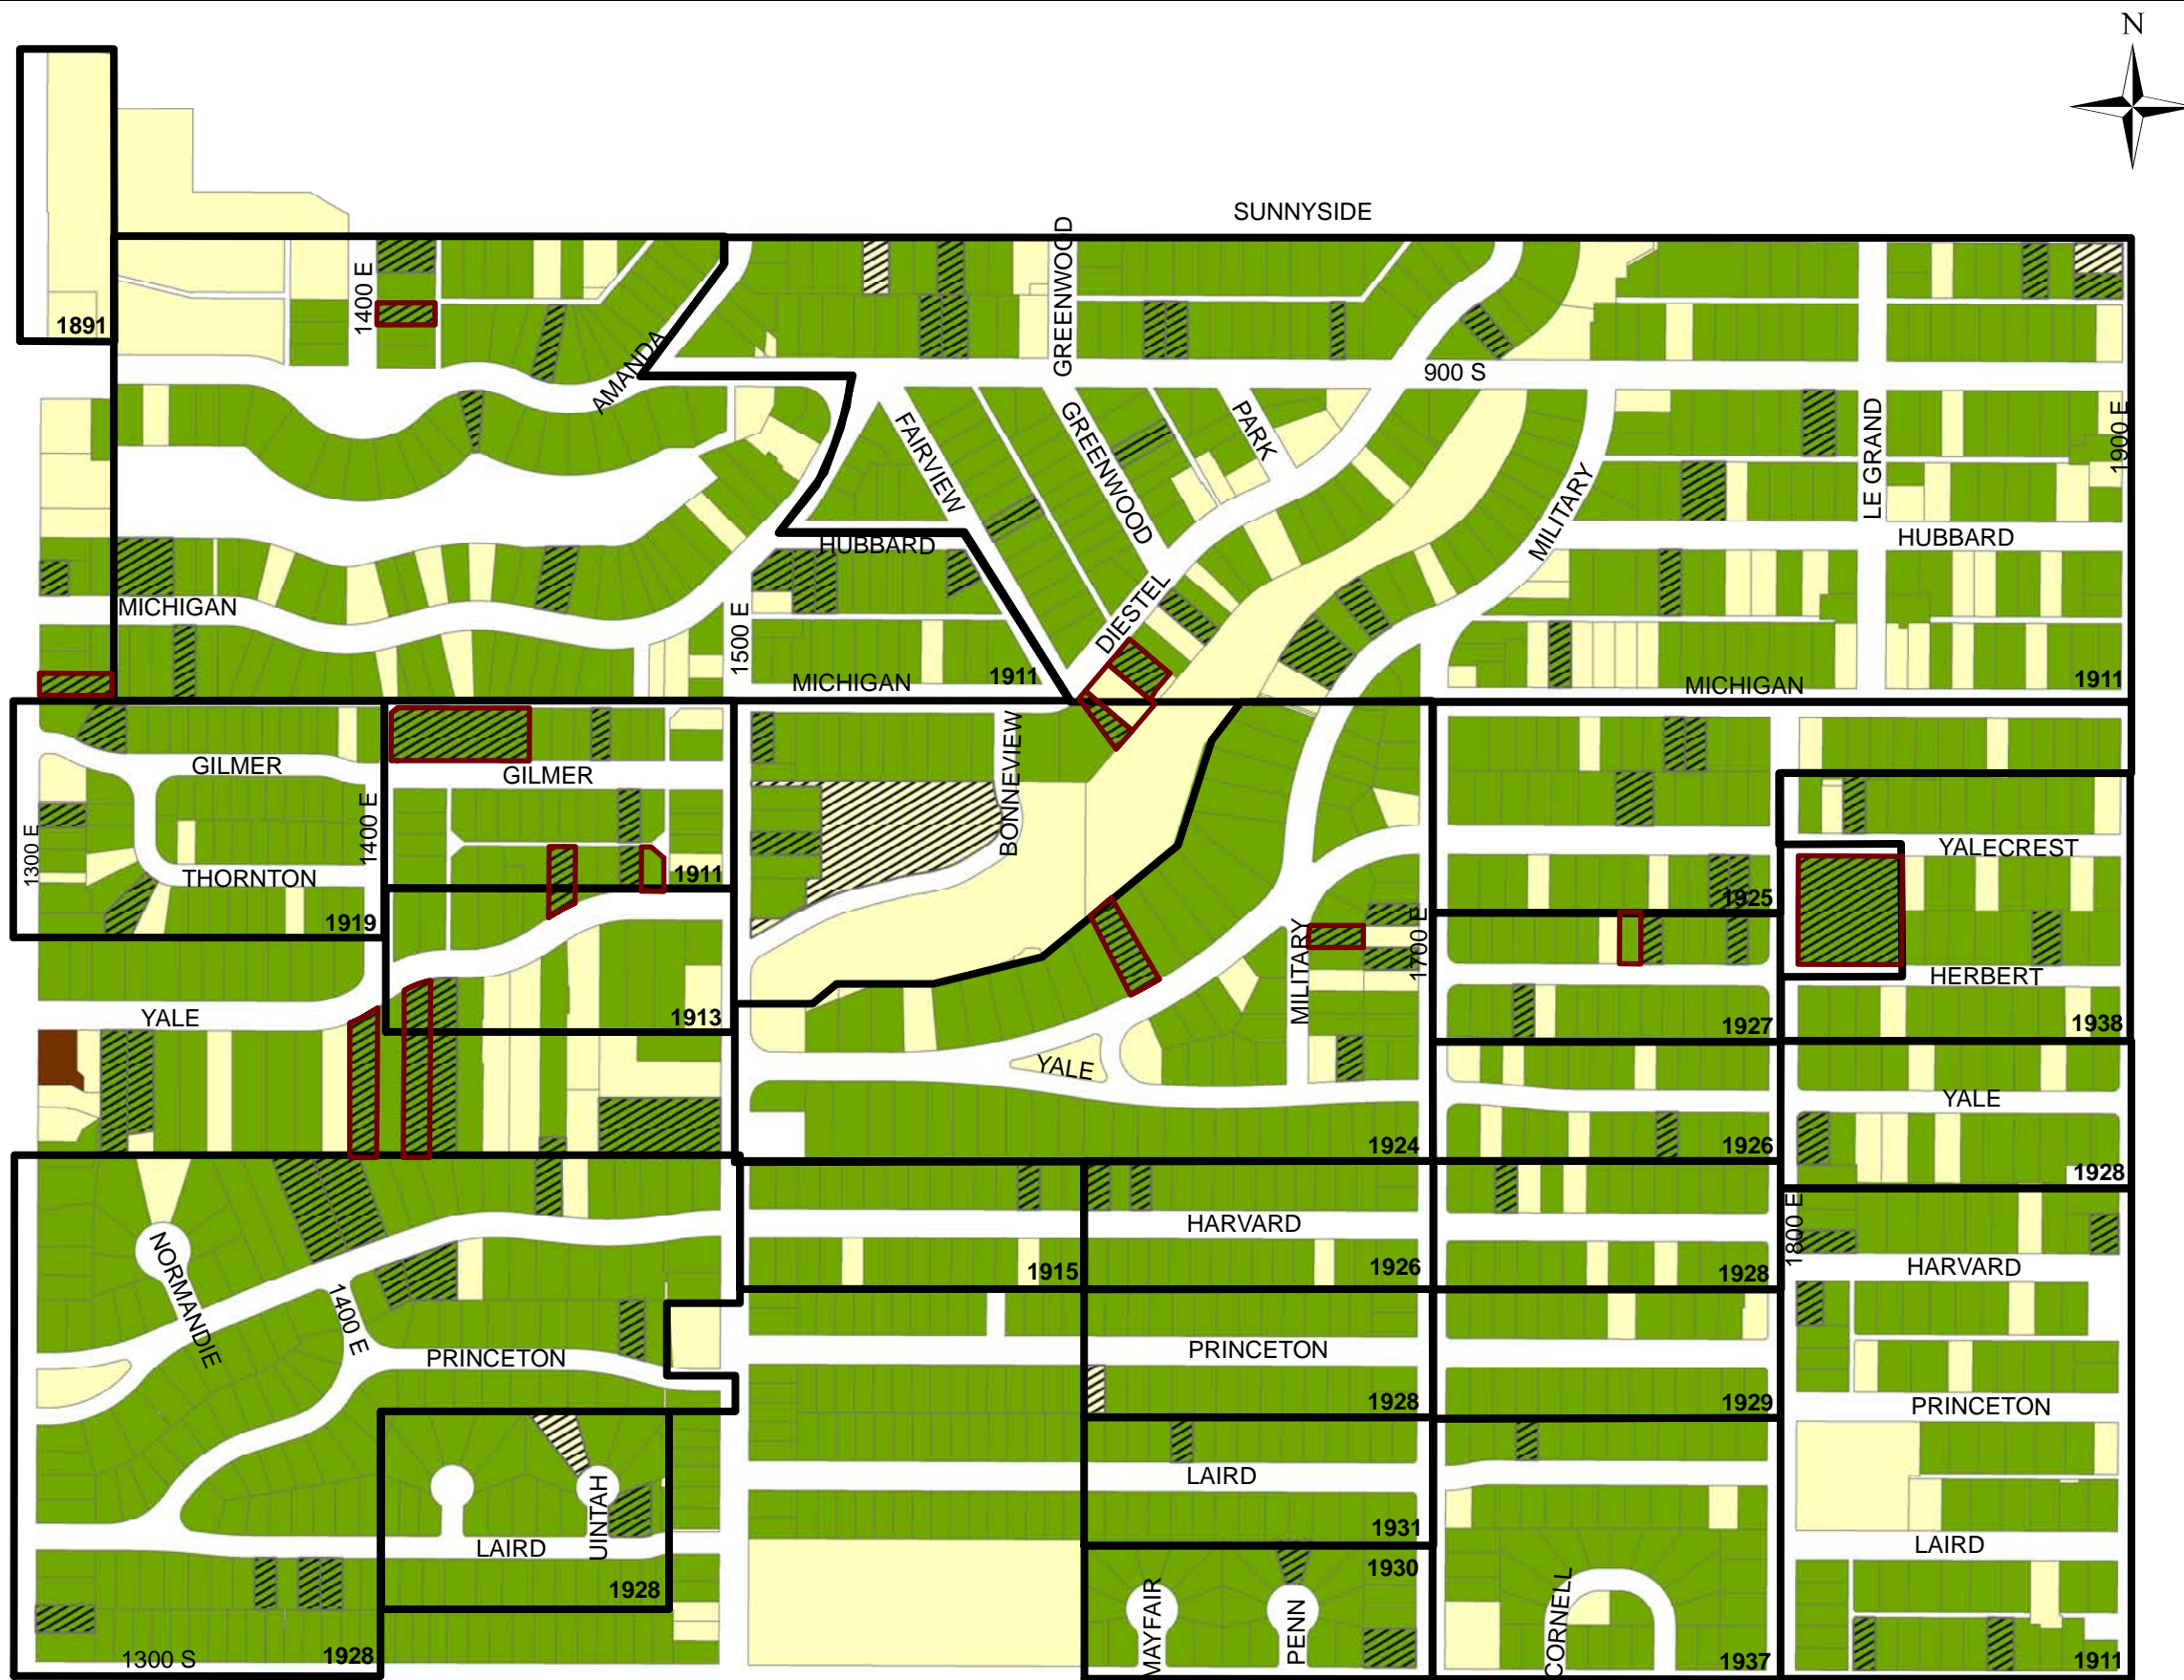 N
SUNNYSIDE
GREENWOOD
1400 E
1891
AMANDA
900 S
FAIRVIEW
GREENWOOD
PARK
LE GRAND
1900 E
MILITARY
HUBBARD
HUBBARD
DIESTEL
MICHIGAN
1500 E
MICHIGAN
1911
MICHIGAN
1911
GILMER
GILMER
BONNEVIEW
1300 E
1400 E
THORNTON
1911
1919
YALECREST
1925
MILITARY
1700 E
HERBERT
YALE
1913
1927
1938
YALE
YALE
1924
1926
1928
1800 E
HARVARD
NORMANDIE
1400 E
1915
1926
1928
HARVARD
PRINCETON
PRINCETON
1928
1929
PRINCETON
UINTAH
LAIRD
LAIRD
1931
LAIRD
1928
1930
MAYFAIR
PENN
CORNELL
1300 S
1928
1937
1911